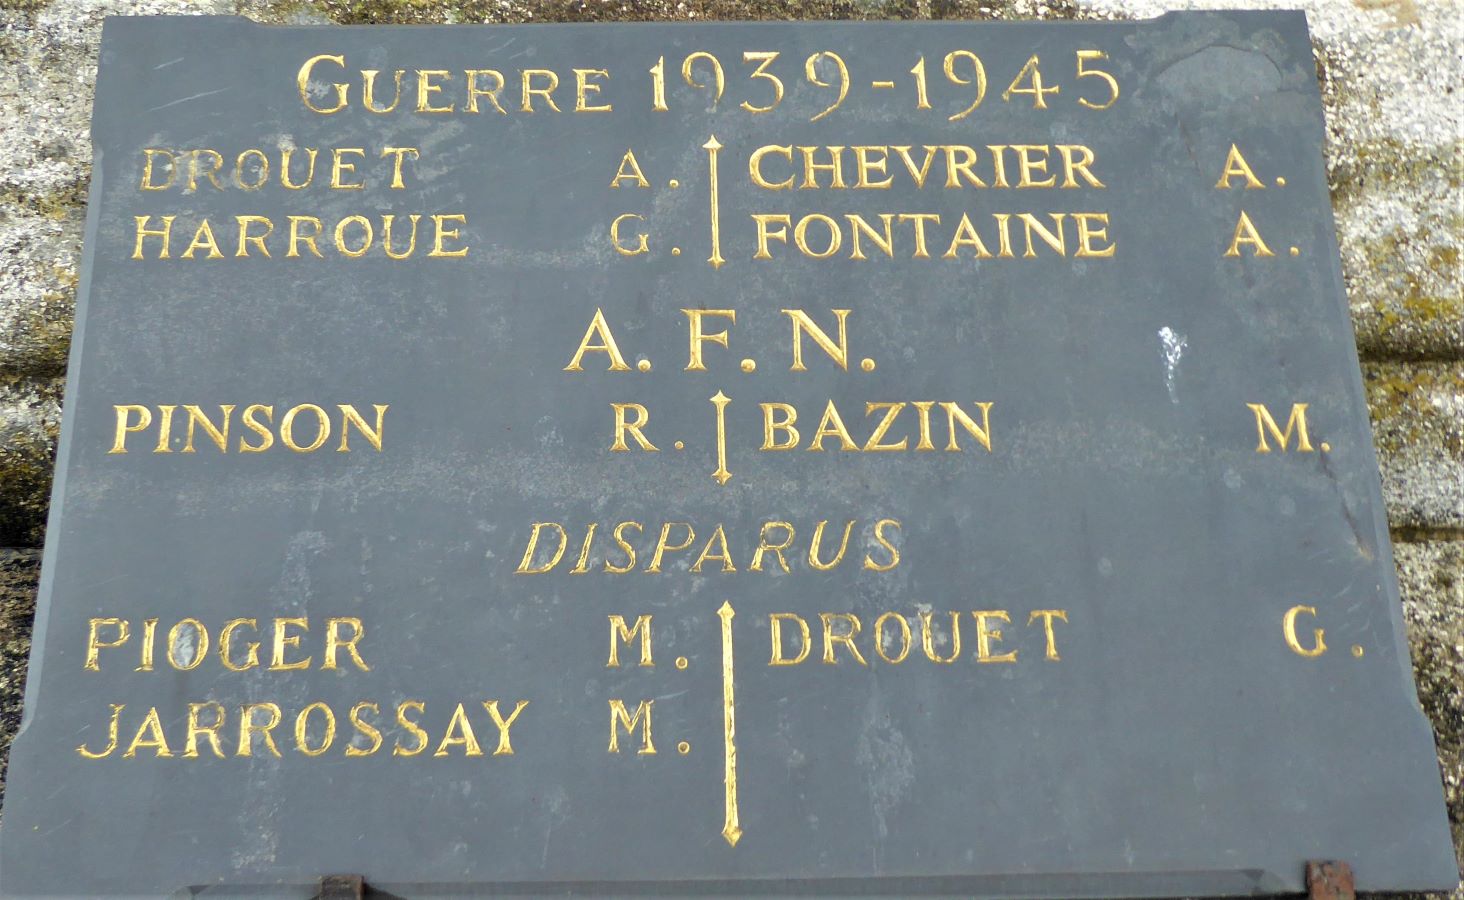 GUERRE 1939-1945
DROUET A. CHEVRIER A.
HARROUE G. FONTAINE A.
A. F. N.
PINSON R. BAZIN M.
DISPARUS
PIOGER M. DROUET G.
JARROSSAY M.